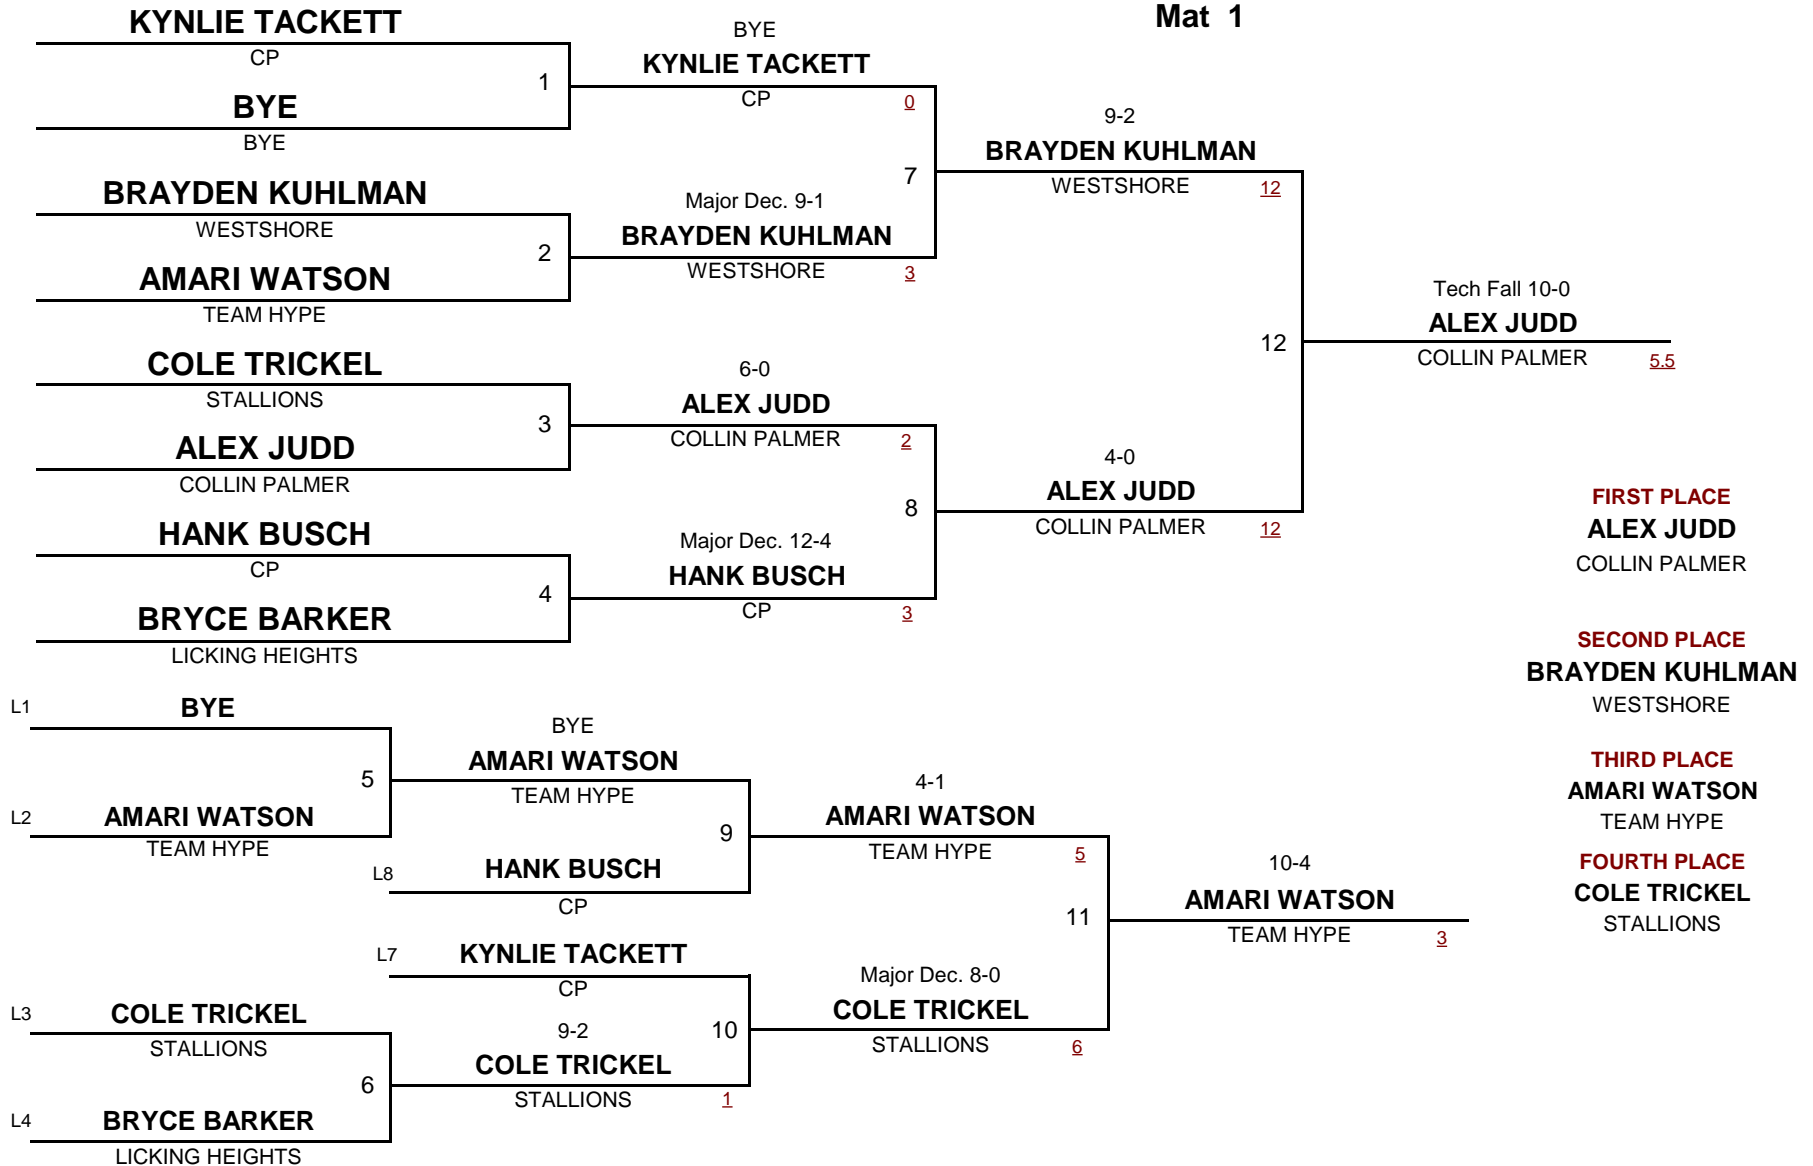 Mat 1
KYNLIE TACKETT
CP
1
BYE
BYE
BRAYDEN KUHLMAN
WESTSHORE
2
AMARI WATSON
TEAM HYPE
COLE TRICKEL
STALLIONS
3
ALEX JUDD
COLLIN PALMER
HANK BUSCH
CP
4
BRYCE BARKER
LICKING HEIGHTS
BYE
KYNLIE TACKETT
CP
0
7
Major Dec. 9-1
BRAYDEN KUHLMAN
WESTSHORE
3
6-0
ALEX JUDD
COLLIN PALMER
2
8
Major Dec. 12-4
HANK BUSCH
CP
3
9-2
BRAYDEN KUHLMAN
WESTSHORE
12
12
4-0
ALEX JUDD
COLLIN PALMER
12
Tech Fall 10-0
ALEX JUDD
COLLIN PALMER
5.5
FIRST PLACE
ALEX JUDD
COLLIN PALMER
SECOND PLACE
BRAYDEN KUHLMAN
WESTSHORE
THIRD PLACE
AMARI WATSON
TEAM HYPE
FOURTH PLACE
COLE TRICKEL
STALLIONS
L1
BYE
5
L2
AMARI WATSON
TEAM HYPE
L3
COLE TRICKEL
STALLIONS
6
L4
BRYCE BARKER
LICKING HEIGHTS
BYE
AMARI WATSON
TEAM HYPE
9
L8
HANK BUSCH
CP
L7
KYNLIE TACKETT
CP
10
9-2
COLE TRICKEL
STALLIONS
1
4-1
AMARI WATSON
TEAM HYPE
5
11
Major Dec. 8-0
COLE TRICKEL
STALLIONS
6
10-4
AMARI WATSON
TEAM HYPE
3